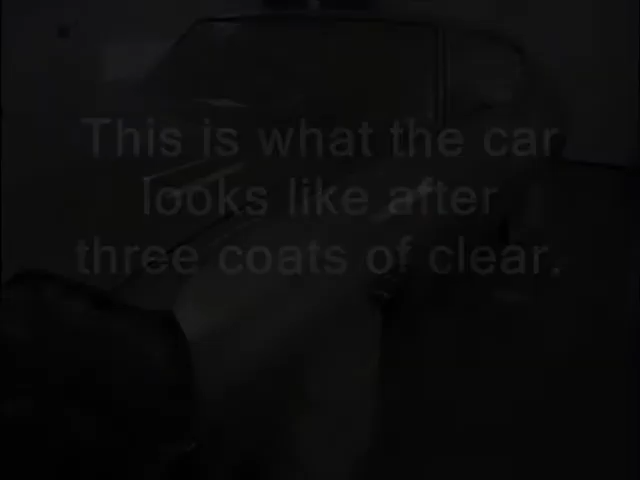 This is what the car
looks like after
three coats of clear.